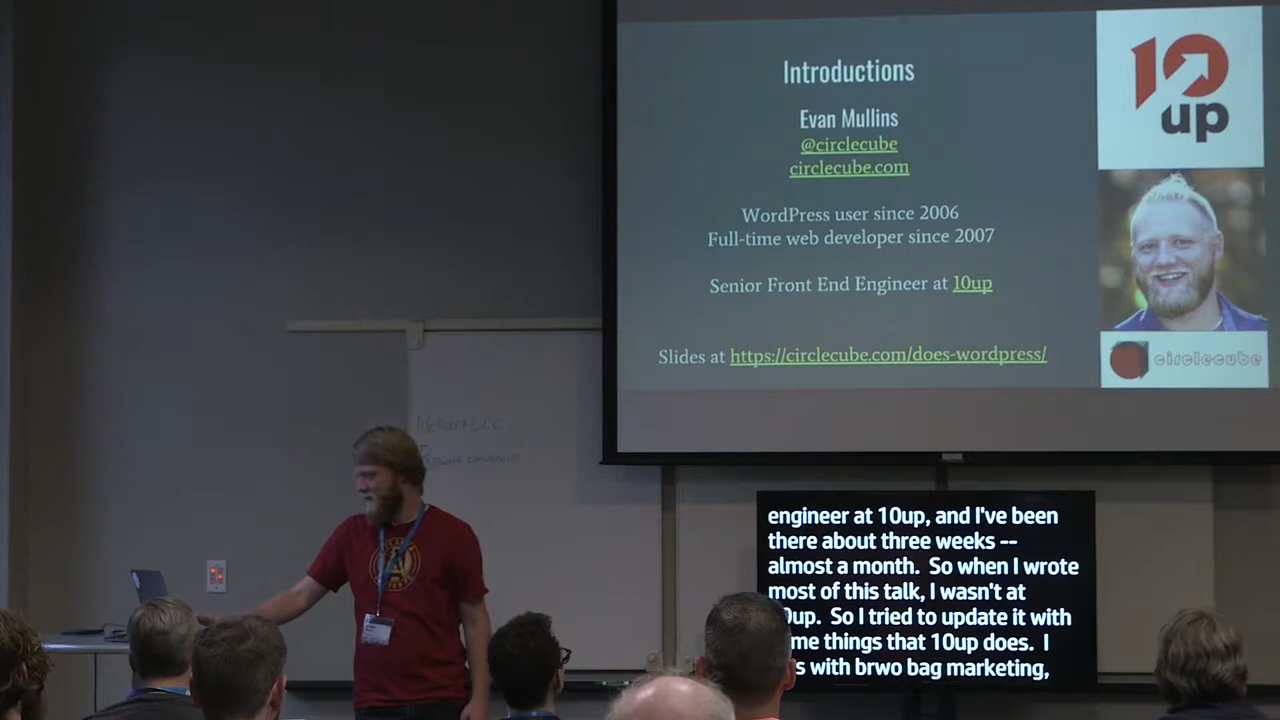 Introductions
Evan Mullins
@circlecube
circlecube.com
WordPress user since 2006
Full-time web developer since 2007
Senior Front End Engineer at 10up
Slides at https://circlecube.com/does-wordpress/
10
up
circlecube
engineer at 10up, and I've been
there about three weeks --
almost a month. So when I wrote
most of this talk, I wasn't at
0up. So I tried to update it with
me things that 10up does. I
s with brwo bag marketing,